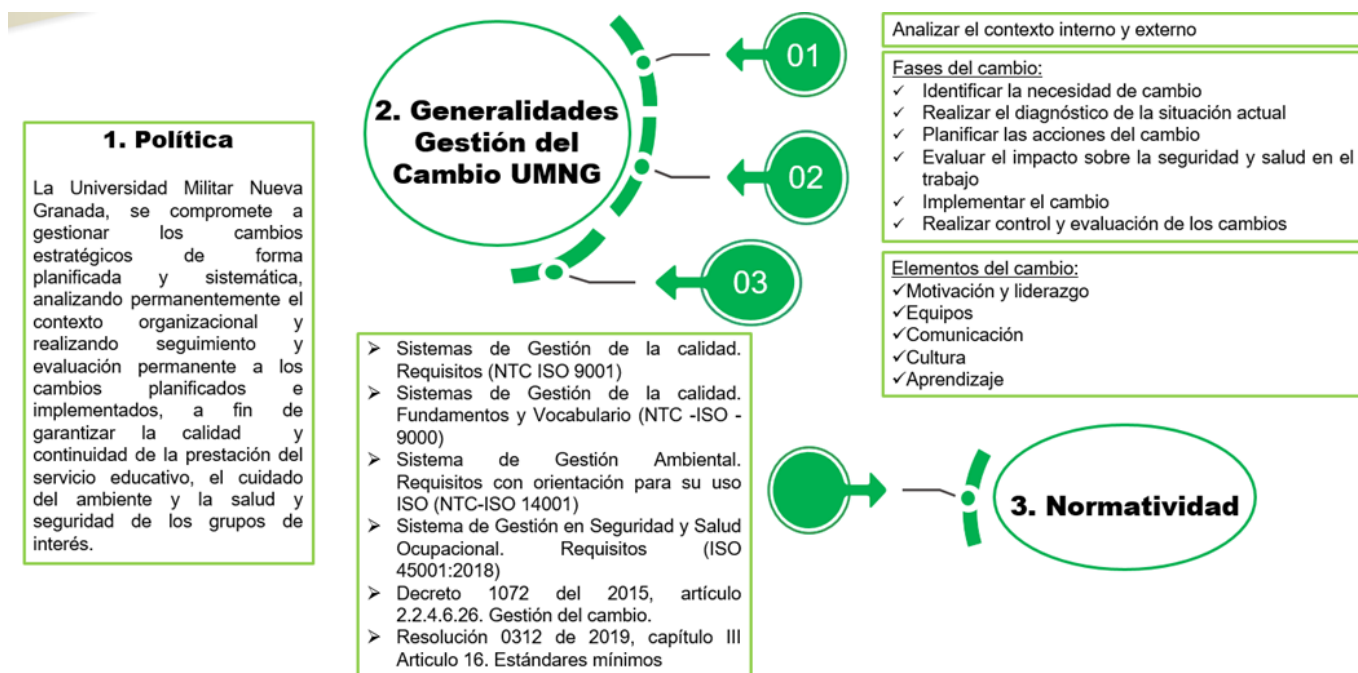 1. Política
La Universidad Militar Nueva
Granada, se compromete a
gestionar los cambios
estratégicos de forma
planificada y sistemática,
analizando permanentemente el
contexto organizacional y
realizando seguimiento y
evaluación permanente a los
cambios planificados e
implementados, a fin de
garantizar la calidad y
continuidad de la prestación del
servicio educativo, el cuidado
del ambiente y la salud y
seguridad de los grupos de
interés.
2. Generalidades
Gestión del
Cambio UMNG
01
Analizar el contexto interno y externo
02
Fases del cambio:
✓ Identificar la necesidad de cambio
✓ Realizar el diagnóstico de la situación actual
✓ Planificar las acciones del cambio
✓ Evaluar el impacto sobre la seguridad y salud en el
trabajo
✓ Implementar el cambio
✓ Realizar control y evaluación de los cambios
03
Elementos del cambio:
✓Motivación y liderazgo
✓Equipos
✓Comunicación
✓Cultura
✓Aprendizaje
3. Normatividad
➢ Sistemas de Gestión de la calidad.
Requisitos (NTC ISO 9001)
➢ Sistemas de Gestión de la calidad.
Fundamentos y Vocabulario (NTC -ISO -
9000)
➢ Sistema de Gestión Ambiental.
Requisitos con orientación para su uso
ISO (NTC-ISO 14001)
➢ Sistema de Gestión en Seguridad y Salud
Ocupacional. Requisitos (ISO
45001:2018)
➢ Decreto 1072 del 2015, artículo
2.2.4.6.26. Gestión del cambio.
➢ Resolución 0312 de 2019, capítulo III
Articulo 16. Estándares mínimos